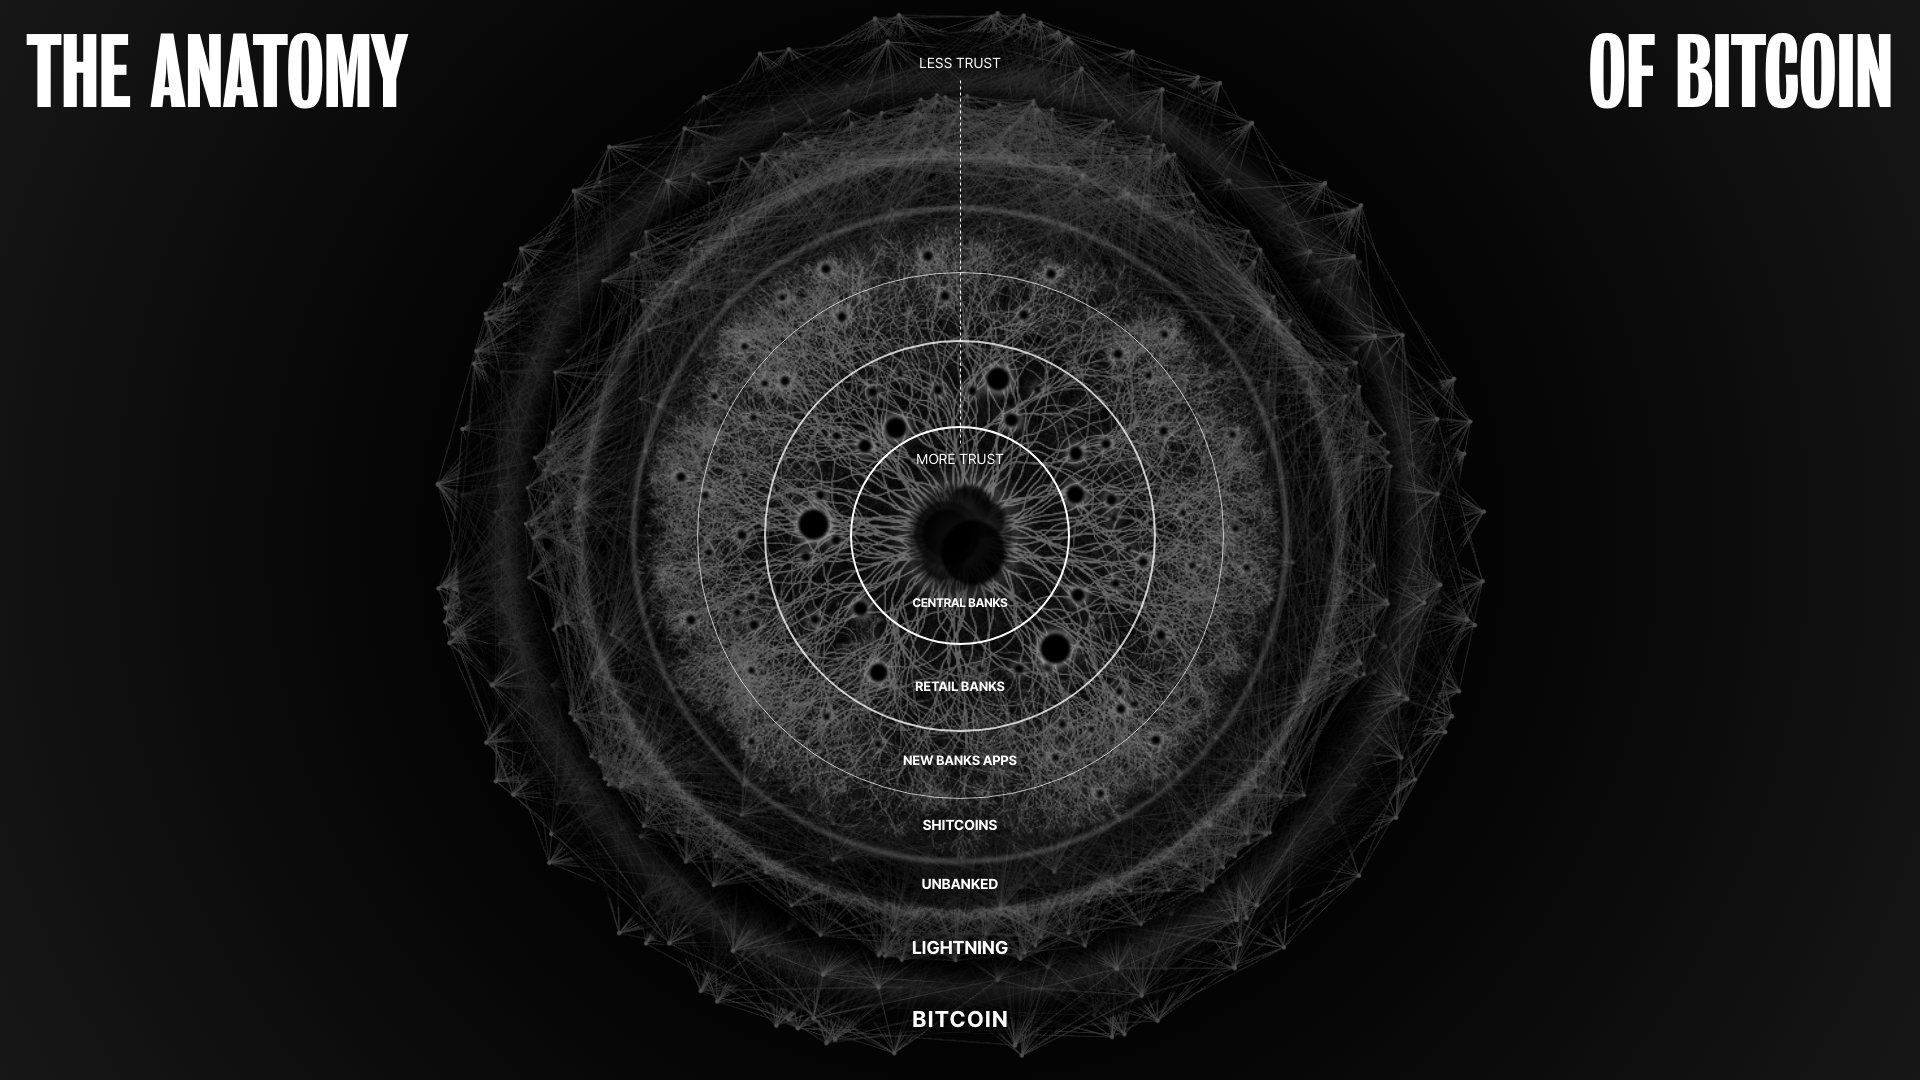 THE ANATOMY
OF BITCOIN
LESS TRUST
MORE TRUST
CENTRAL BANKS
RETAIL BANKS
NEW BANKS APPS
SHITCOINS
UNBANKED
LIGHTNING
BITCOIN